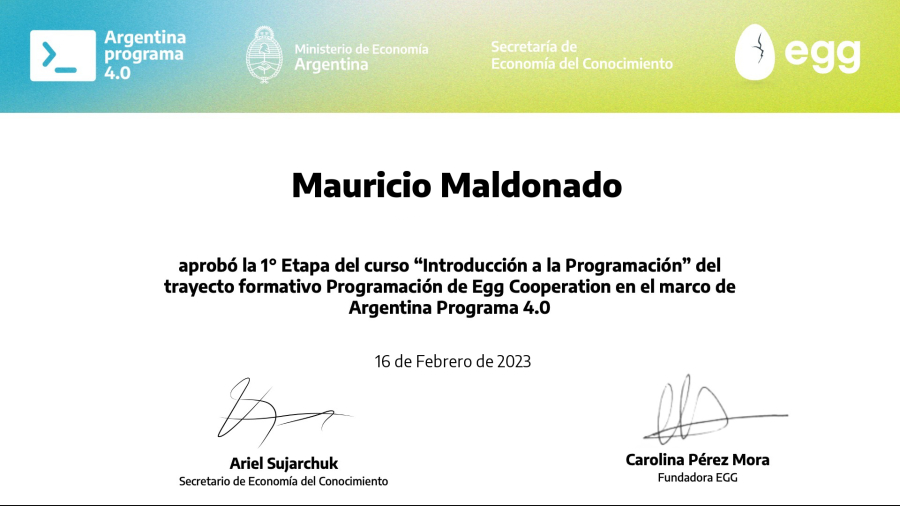 Argentina
programa
4.0
Ministerio de Economía
Argentina
Secretaría de
Economía del Conocimiento
egg
Mauricio Maldonado
aprobó la 1° Etapa del curso “Introducción a la Programación” del
trayecto formativo Programación de Egg Cooperation en el marco de
Argentina Programa 4.0
16 de Febrero de 2023
Ariel Sujarchuk
Secretario de Economía del Conocimiento
Carolina Pérez Mora
Fundadora EGG